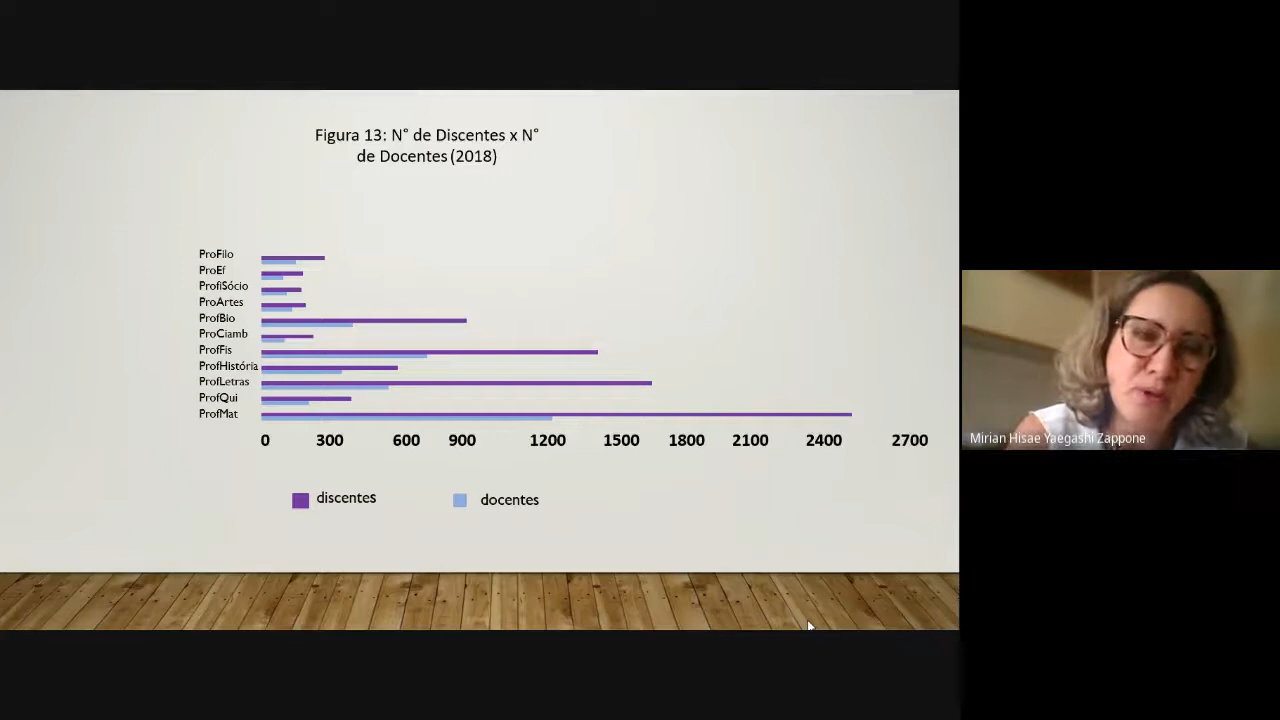 Figura 13: N° de Discentes x N°
de Docentes (2018)
ProFilo
ProEf
ProfiSócio
ProArtes
ProfBio
ProCiamb
ProfFis
ProfHistória
ProfLetras
ProfQui
ProfMat
0 300 600 900 1200 1500 1800 2100 2400 2700
discentes docentes
Mirian Hisae Yaegashi Zappone